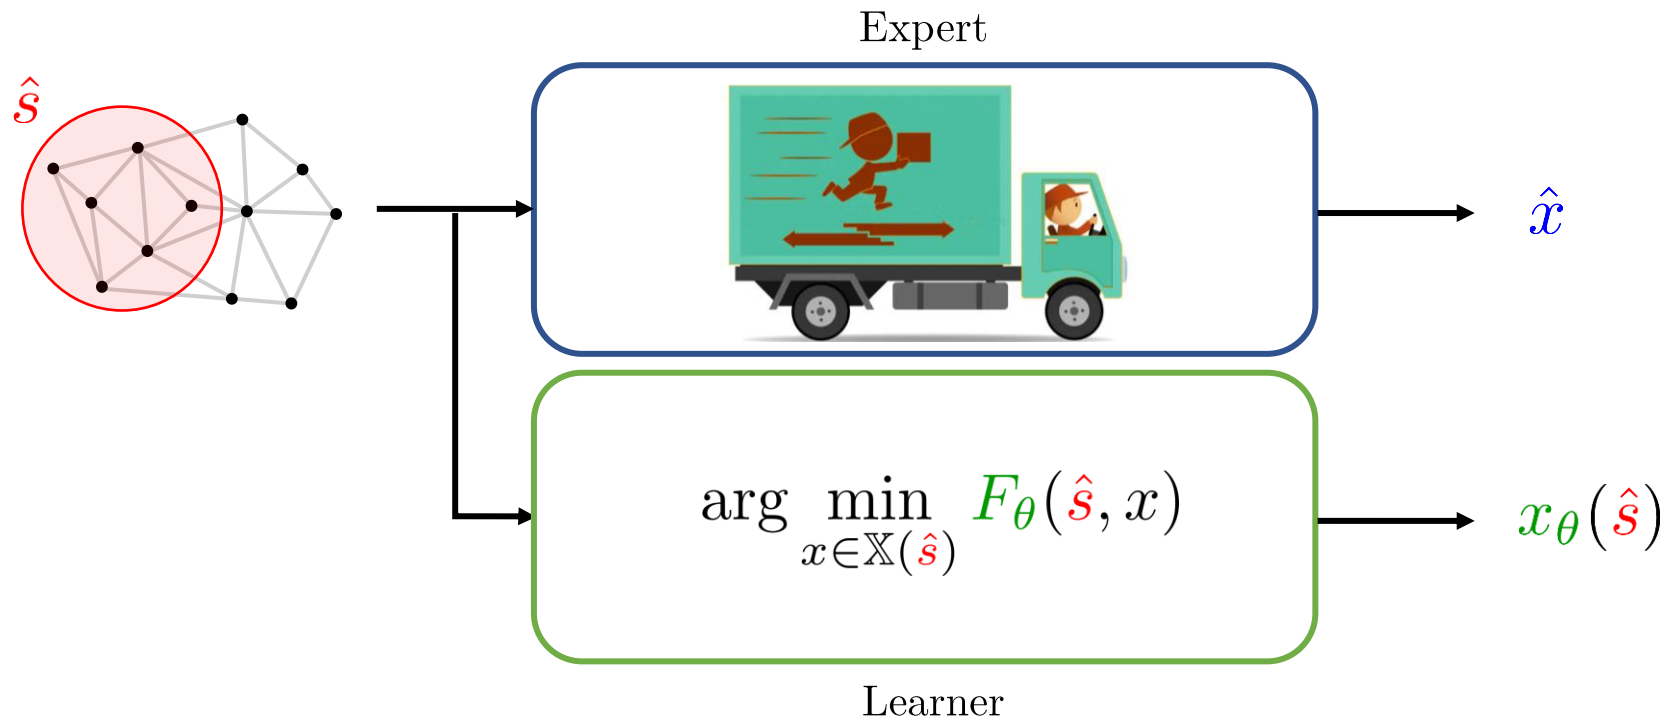 Expert
ŝ
x̂
arg min F_θ(ŝ, x)
x∈𝕏(ŝ)
x_θ(ŝ)
Learner